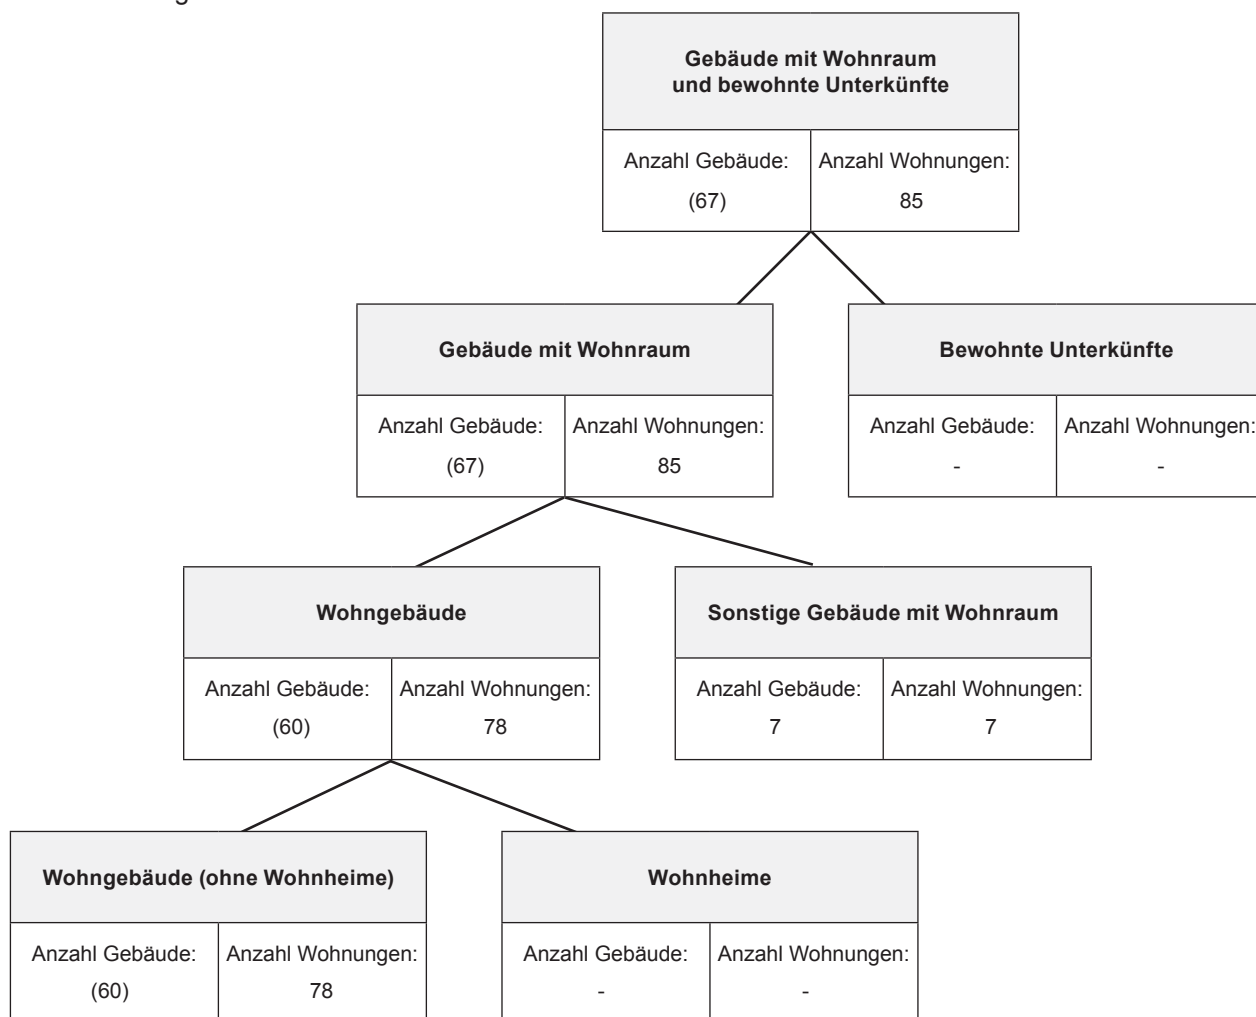 Gebäude mit Wohnraum
und bewohnte Unterkünfte
Anzahl Gebäude:
(67)
Anzahl Wohnungen:
85
Gebäude mit Wohnraum
Anzahl Gebäude:
(67)
Anzahl Wohnungen:
85
Bewohnte Unterkünfte
Anzahl Gebäude:
-
Anzahl Wohnungen:
-
Wohngebäude
Anzahl Gebäude:
(60)
Anzahl Wohnungen:
78
Sonstige Gebäude mit Wohnraum
Anzahl Gebäude:
7
Anzahl Wohnungen:
7
Wohngebäude (ohne Wohnheime)
Anzahl Gebäude:
(60)
Anzahl Wohnungen:
78
Wohnheime
Anzahl Gebäude:
-
Anzahl Wohnungen:
-